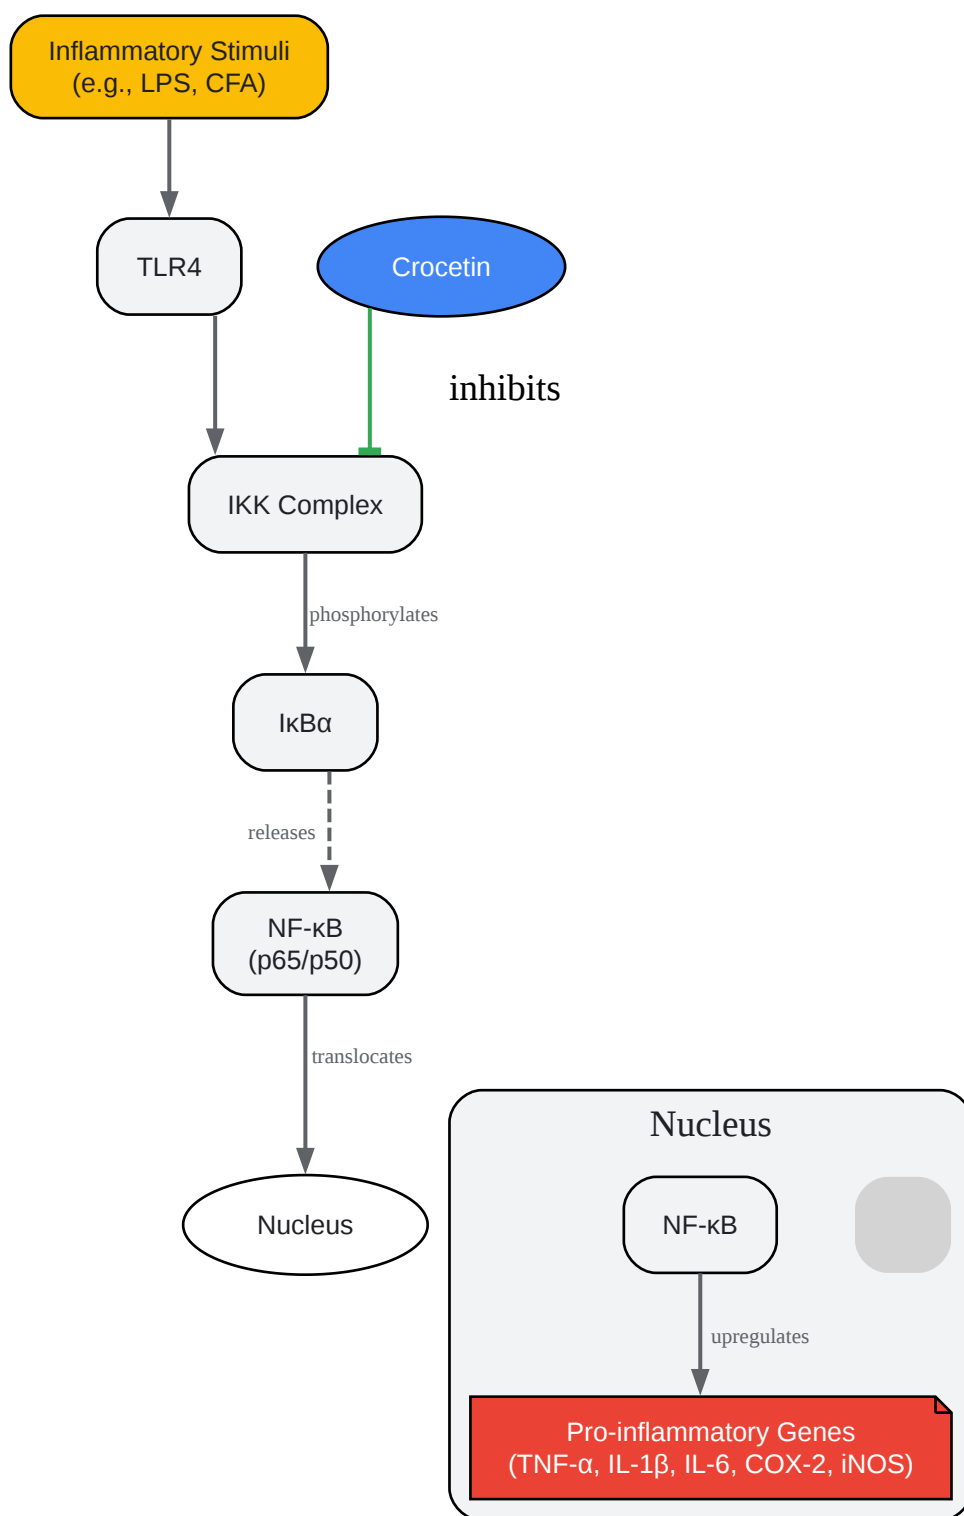 Inflammatory Stimuli
(e.g., LPS, CFA)
TLR4
Crocetin
inhibits
IKK Complex
phosphorylates
IκBα
releases
NF-κB
(p65/p50)
translocates
Nucleus
Nucleus
NF-κB
upregulates
Pro-inflammatory Genes
(TNF-α, IL-1β, IL-6, COX-2, iNOS)